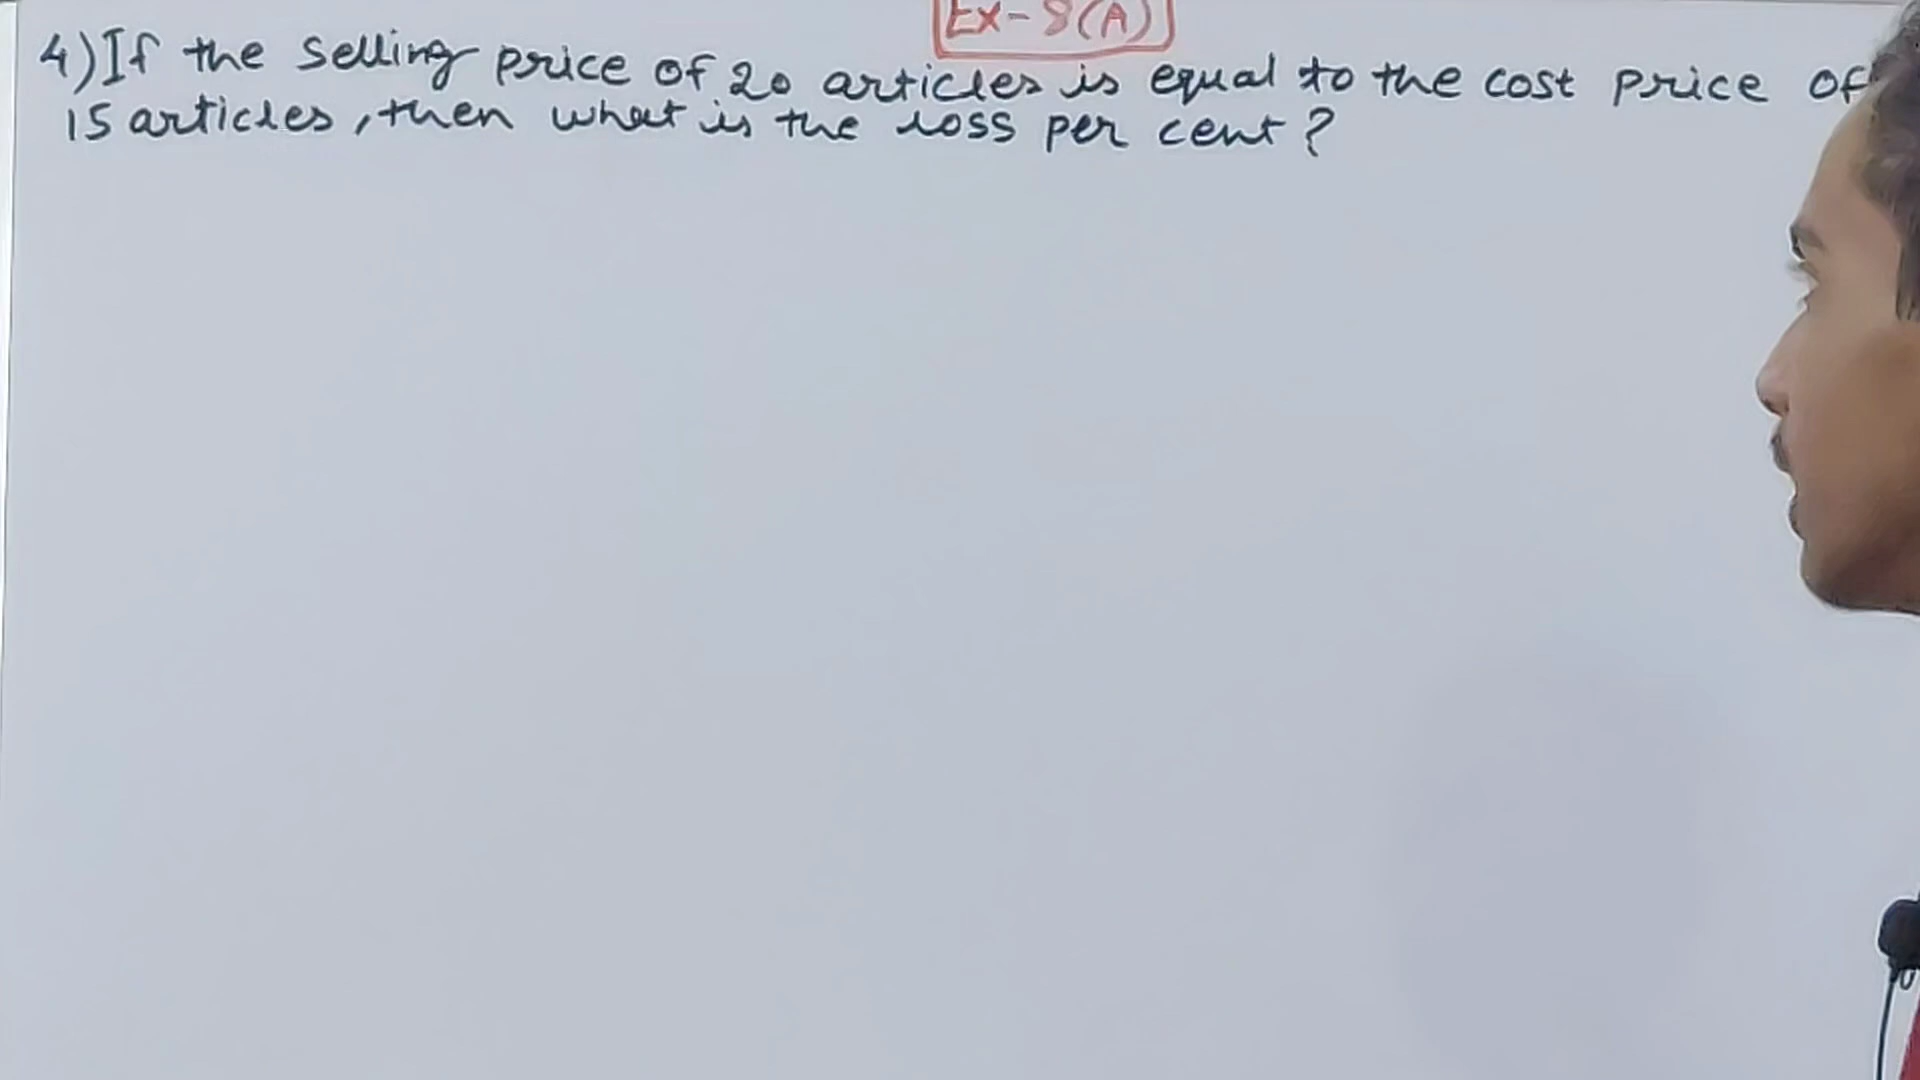 Ex-8(A)
4) If the selling price of 20 articles is equal to the cost price of
15 articles, then what is the loss per cent?